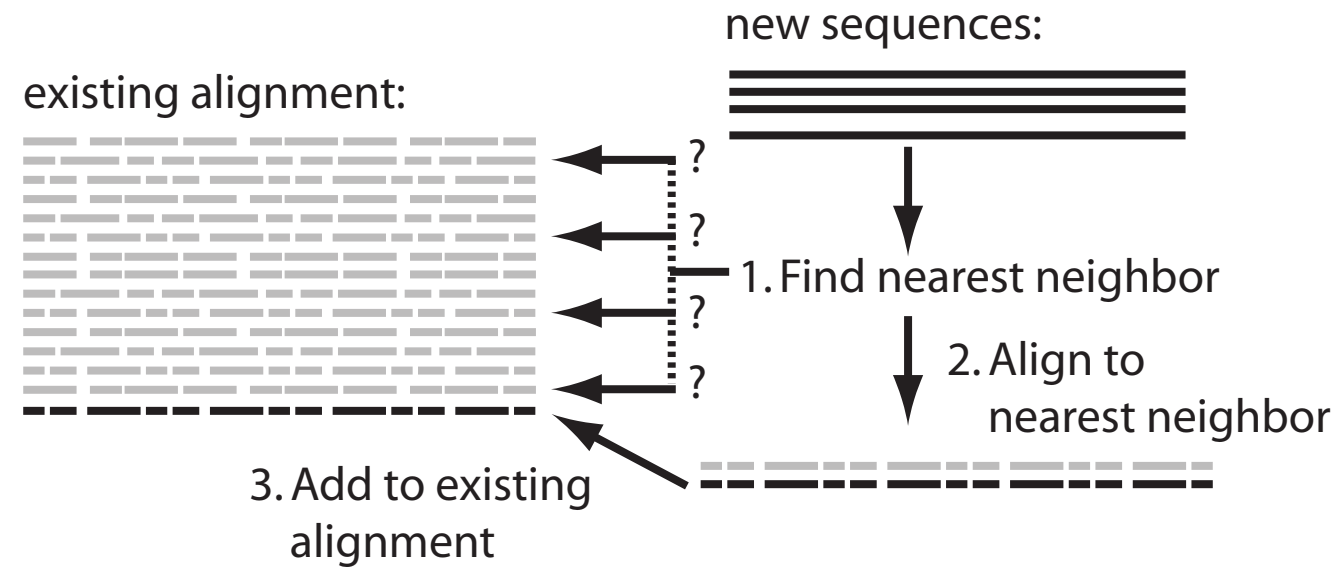 new sequences:
existing alignment:
?
?
1. Find nearest neighbor
?
2. Align to
nearest neighbor
?
3. Add to existing
alignment